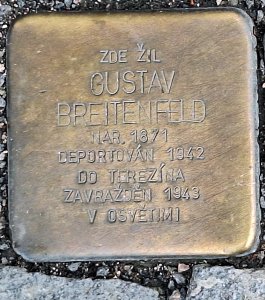 ZDE ŽIL
GUSTAV
BREITENFELD
NAR. 1871
DEPORTOVÁN 1942
DO TEREZÍNA
ZAVRAŽDĚN 1943
V OSVĚTIMI